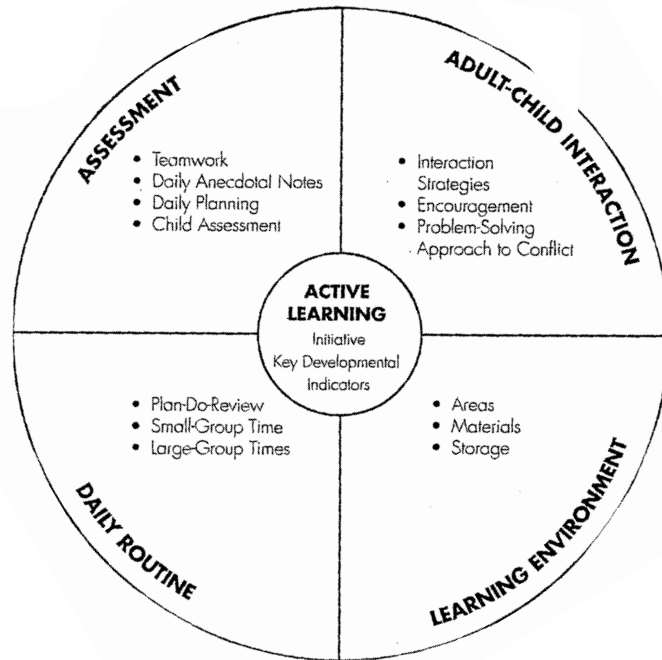 ASSESSMENT
• Teamwork
• Daily Anecdotal Notes
• Daily Planning
• Child Assessment
ADULT-CHILD INTERACTION
• Interaction
Strategies
• Encouragement
• Problem-Solving
Approach to Conflict
ACTIVE
LEARNING
Initiative
Key Developmental
Indicators
• Plan-Do-Review
• Small-Group Time
• Large-Group Times
DAILY ROUTINE
• Areas
• Materials
• Storage
LEARNING ENVIRONMENT